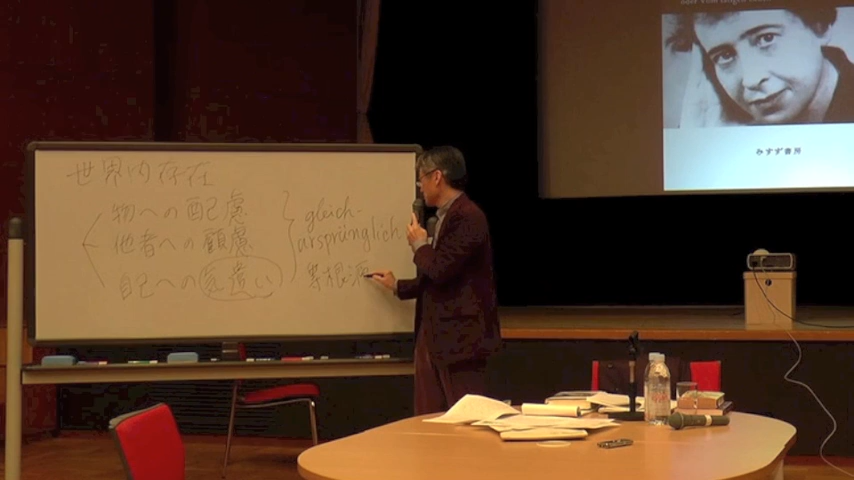 世界内存在
物への配慮
他者への顧慮
自己への気遣い
gleich-
ursprünglich
等根源
みすず書房